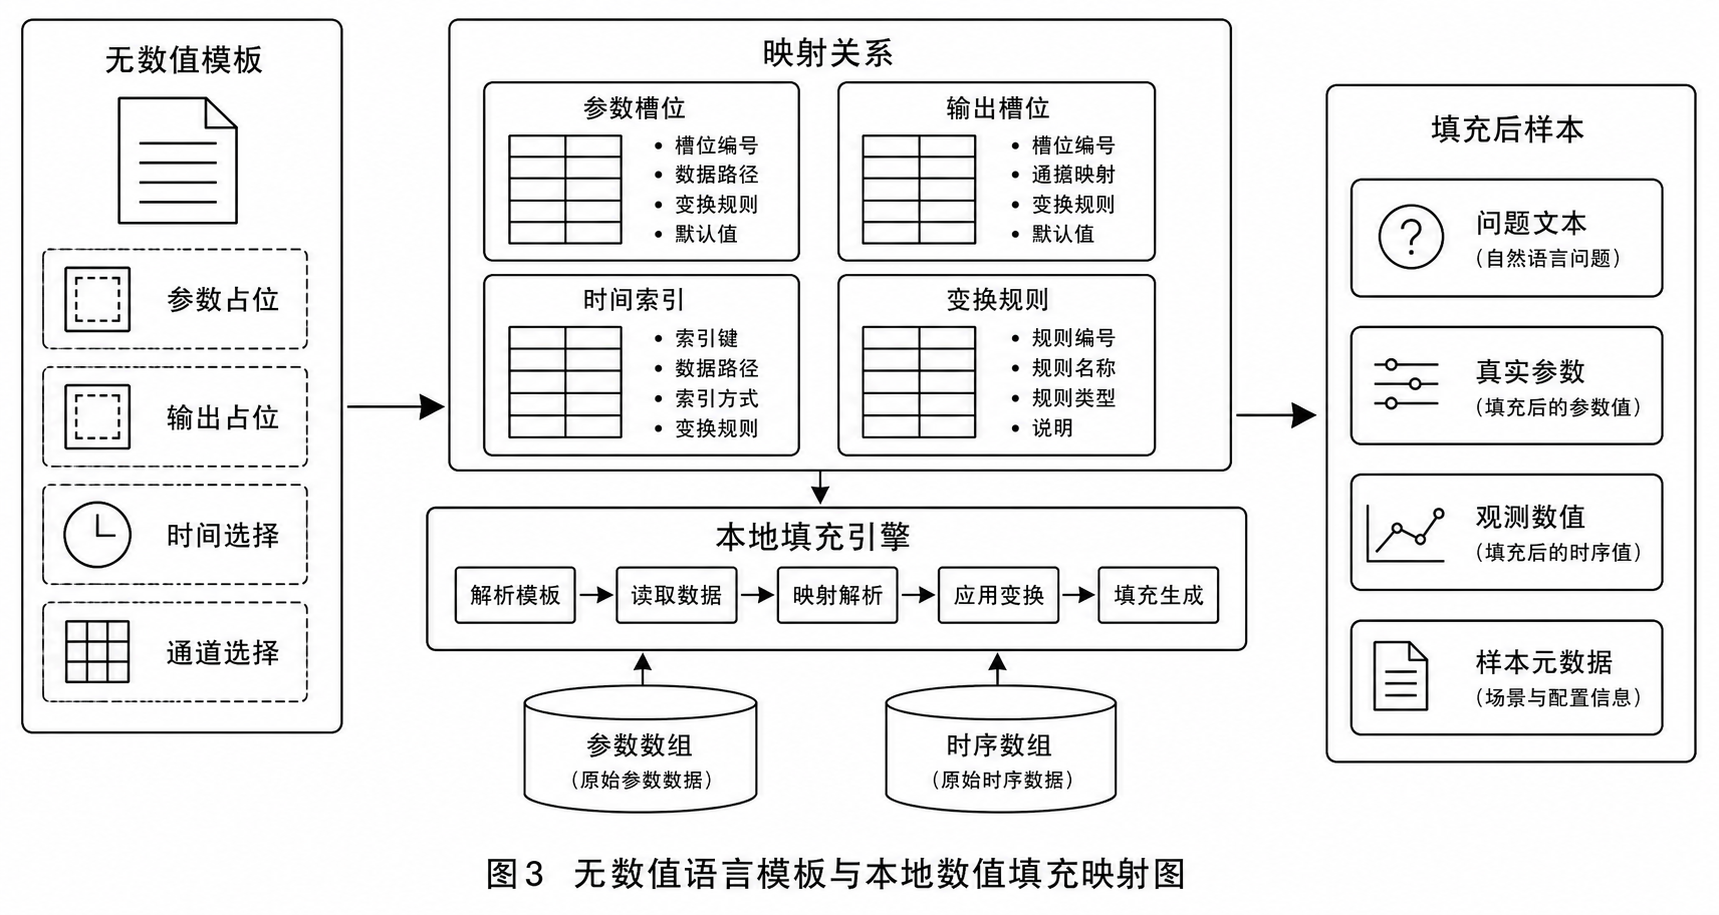 无数值模板
参数占位
输出占位
时间选择
通道选择
映射关系
参数槽位
槽位编号
数据路径
变换规则
默认值
输出槽位
槽位编号
映射
变换规则
默认值
时间索引
索引键
数据路径
索引方式
变换规则
变换规则
规则编号
规则名称
规则类型
说明
本地填充引擎
解析模板
读取数据
映射解析
应用变换
填充生成
参数数组
(原始参数数据)
时序数组
(原始时序数据)
填充后样本
问题文本
(自然语言问题)
真实参数
(填充后的参数值)
观测数值
(填充后的时序值)
样本元数据
(场景与配置信息)
图3 无数值语言模板与本地数值填充映射图